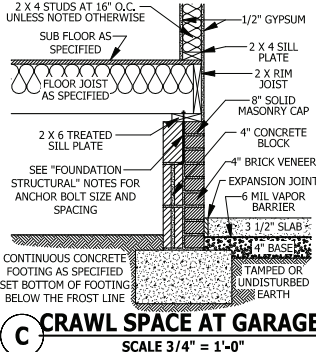 2 X 4 STUDS AT 16" O.C.
UNLESS NOTED OTHERWISE
SUB FLOOR AS
SPECIFIED
FLOOR JOIST
AS SPECIFIED
2 X 6 TREATED
SILL PLATE
SEE "FOUNDATION
STRUCTURAL" NOTES FOR
ANCHOR BOLT SIZE AND
SPACING
CONTINUOUS CONCRETE
FOOTING AS SPECIFIED
SET BOTTOM OF FOOTING
BELOW THE FROST LINE
1/2" GYPSUM
2 X 4 SILL
PLATE
2 X RIM
JOIST
8" SOLID
MASONRY CAP
4" CONCRETE
BLOCK
4" BRICK VENEER
EXPANSION JOINT
6 MIL VAPOR
BARRIER
3 1/2" SLAB
4" BASE
TAMPED OR
UNDISTURBED
EARTH
C CRAWL SPACE AT GARAGE
SCALE 3/4" = 1'-0"